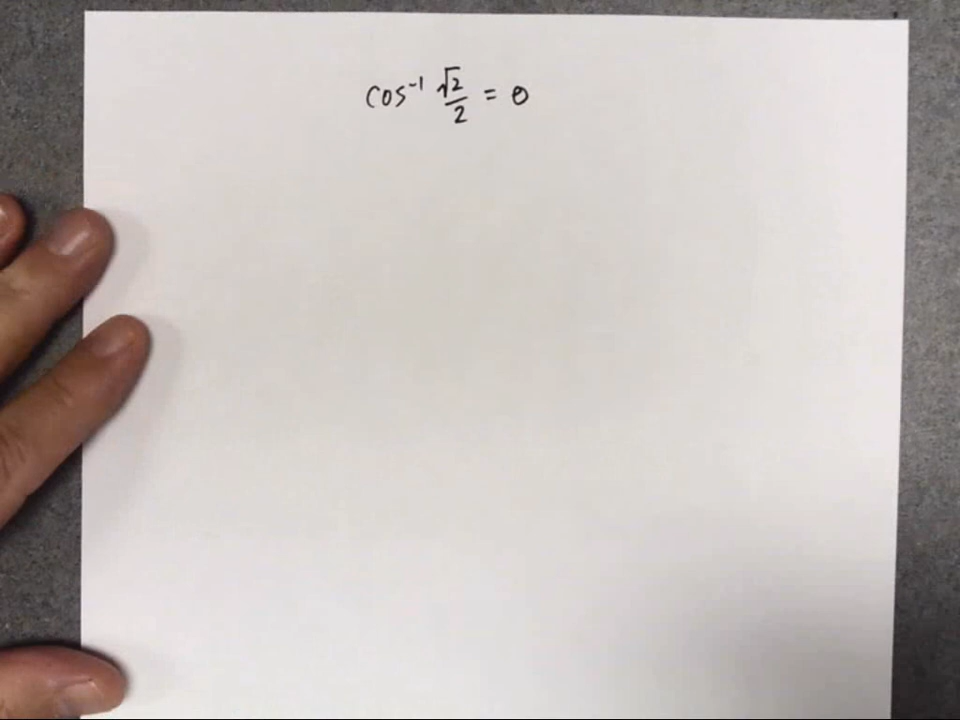 cos⁻¹ √2/2 = θ